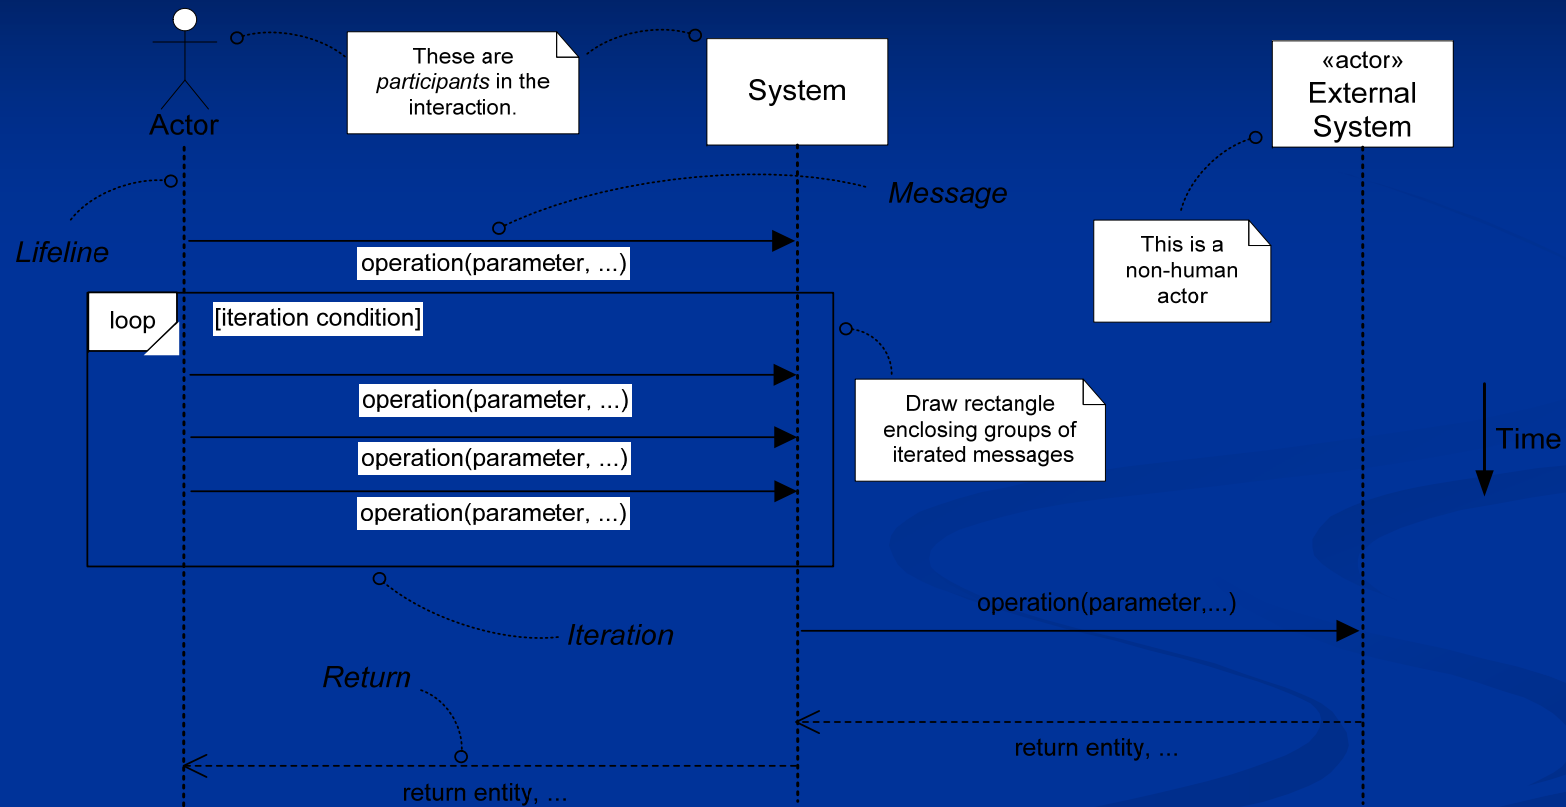 These are
participants in the
interaction.
System
«actor»
External
System
Actor
Message
Lifeline
This is a
non-human
actor
operation(parameter, ...)
loop
[iteration condition]
operation(parameter, ...)
Draw rectangle
enclosing groups of
iterated messages
Time
operation(parameter, ...)
operation(parameter, ...)
operation(parameter,...)
Iteration
Return
return entity, ...
return entity, ...